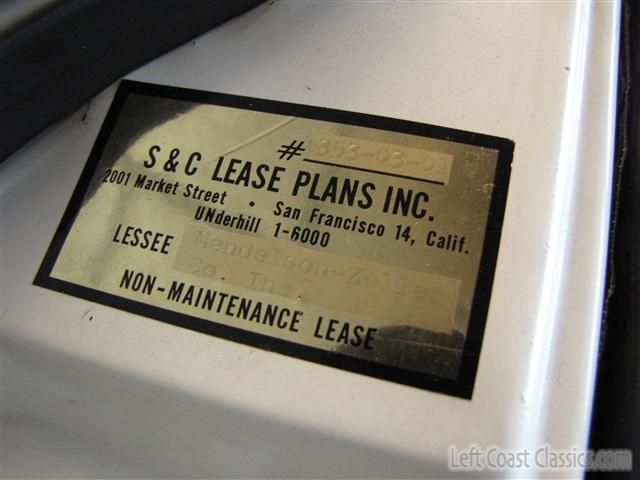 # 353-03-01
S & C LEASE PLANS INC.
2001 Market Street • San Francisco 14, Calif.
UNderhill 1-6000
LESSEE Mendelson-Zeller
Co. Inc.
NON-MAINTENANCE LEASE
Left Coast Classics.com